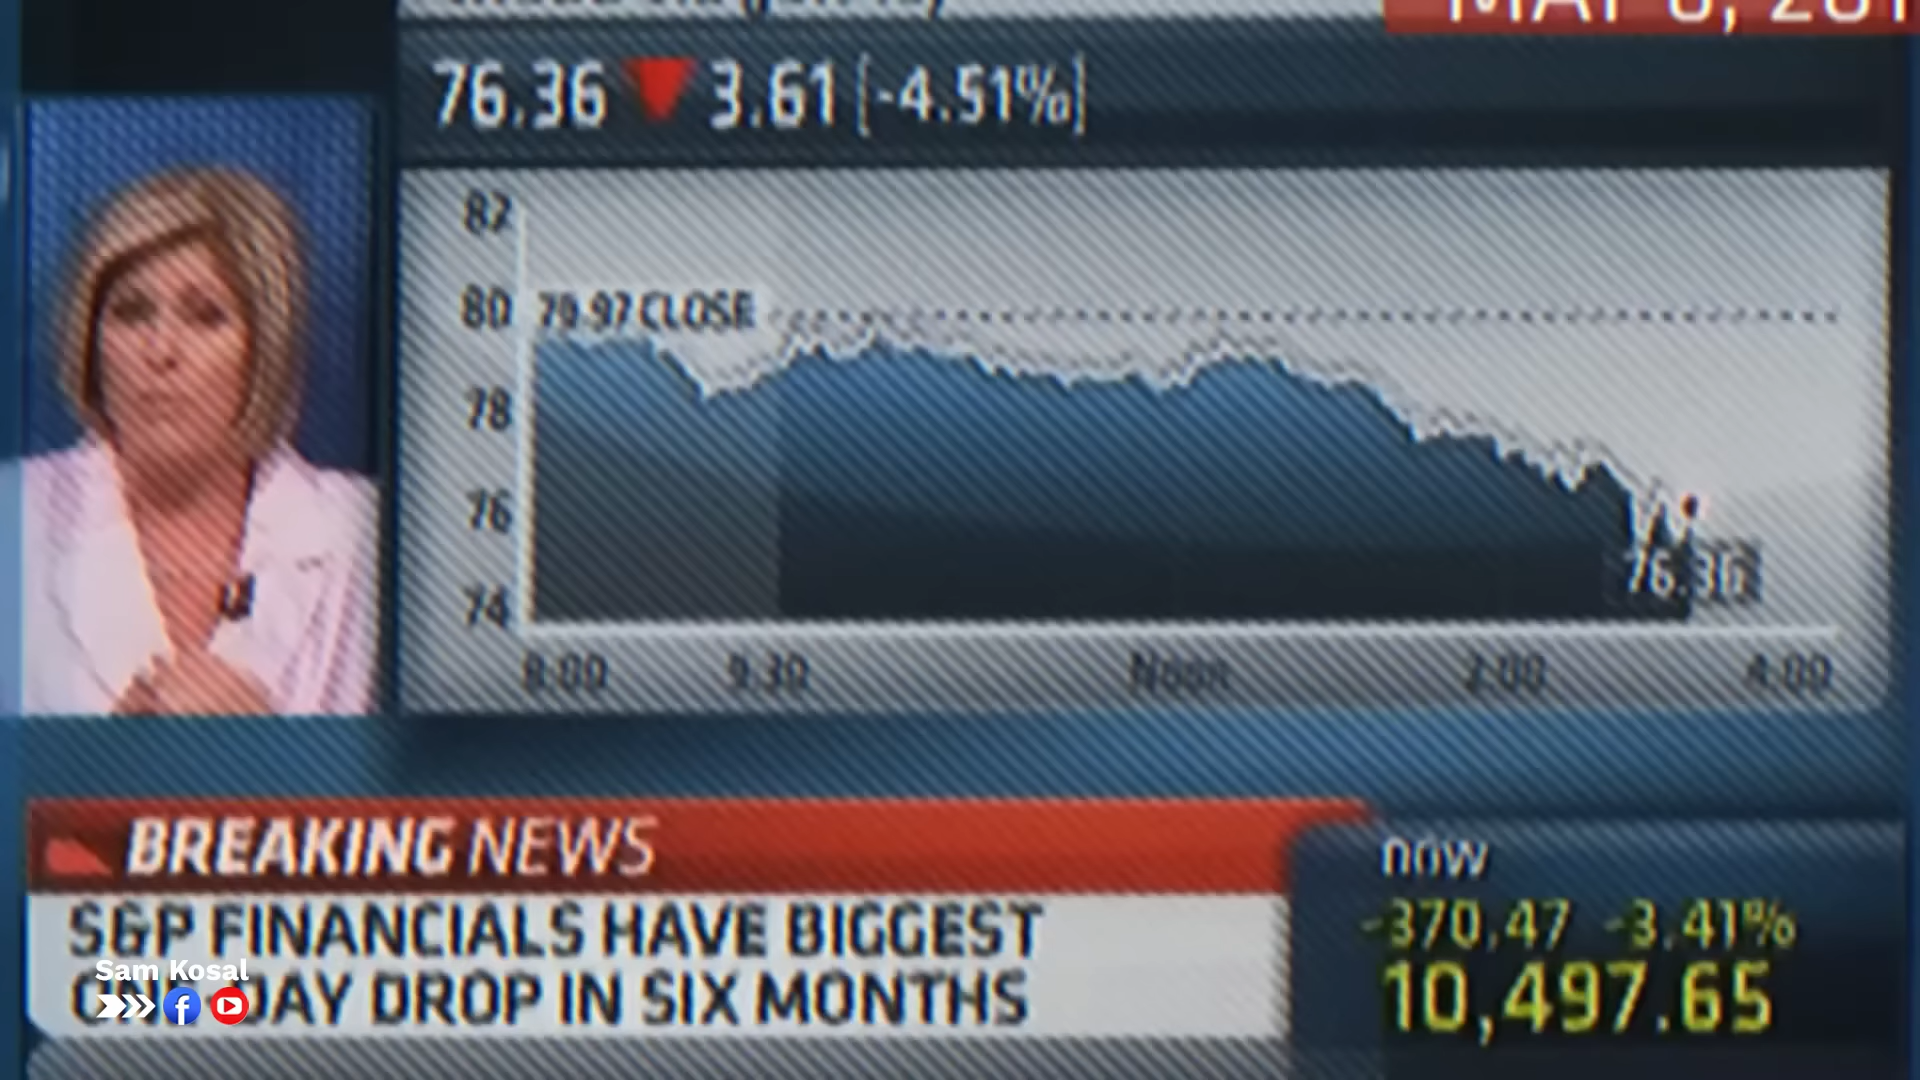 76.36 ▼ 3.61 [-4.51%]
82
80 79.97 CLOSE
78
76
76.36
74
8:00 9:30 Noon 2:00 4:00
BREAKING NEWS
S&P FINANCIALS HAVE BIGGEST
ONE-DAY DROP IN SIX MONTHS
now
-370.47 -3.41%
10,497.65
Sam Kosal